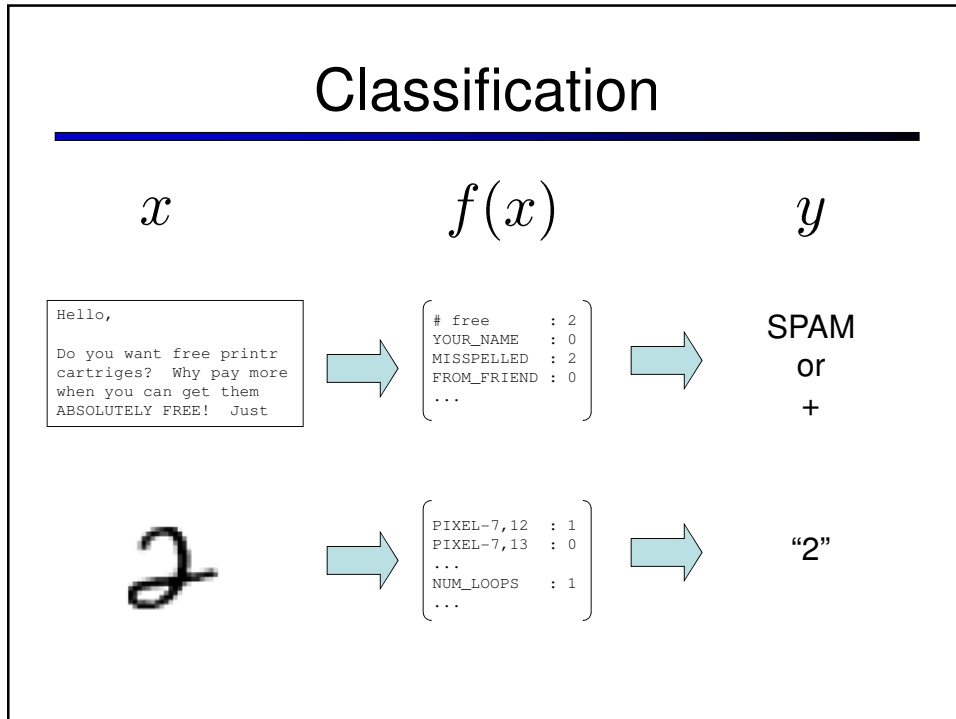 Classification
x f(x) y
Hello,
Do you want free printr
cartriges? Why pay more
when you can get them
ABSOLUTELY FREE! Just
# free : 2
YOUR_NAME : 0
MISSPELLED : 2
FROM_FRIEND : 0
...
SPAM
or
+
2
PIXEL-7,12 : 1
PIXEL-7,13 : 0
...
NUM_LOOPS : 1
...
“2”